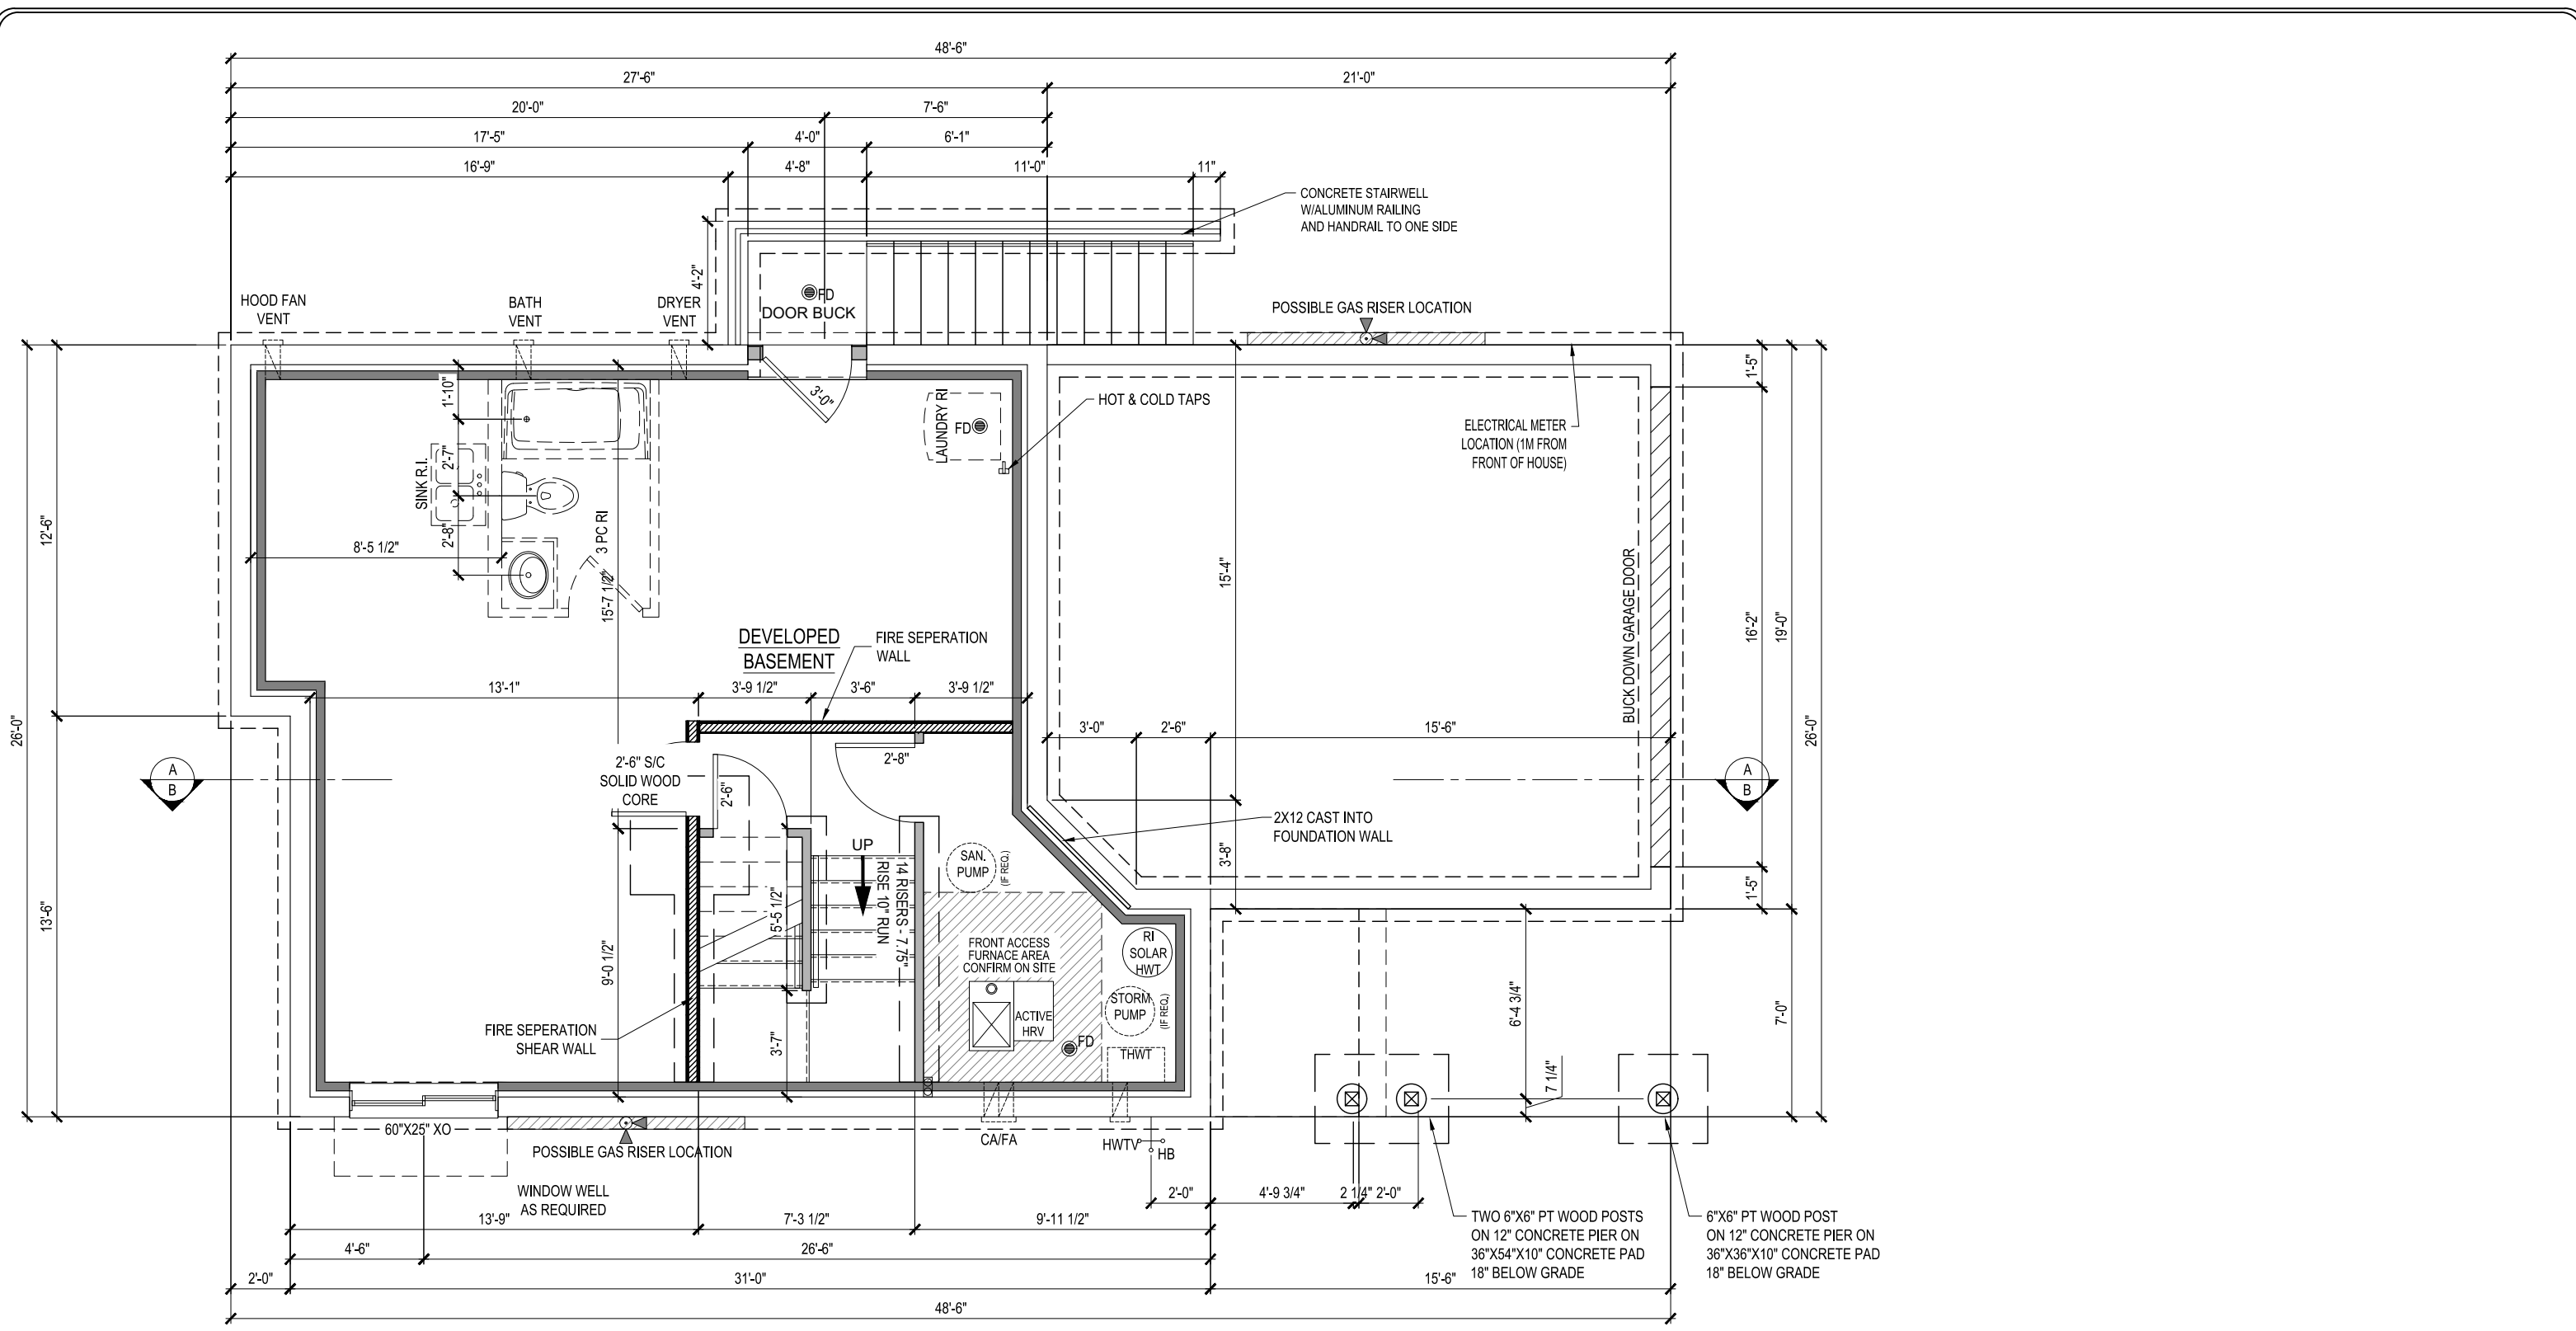 48'-6"
27'-6"
21'-0"
20'-0"
7'-6"
17'-5"
4'-0"
6'-1"
16'-9"
4'-8"
11'-0"
11"
CONCRETE STAIRWELL
W/ALUMINUM RAILING
AND HANDRAIL TO ONE SIDE
4'-2"
HOOD FAN
VENT
BATH
VENT
DRYER
VENT
FD
DOOR BUCK
POSSIBLE GAS RISER LOCATION
3'-0"
1'-10"
2'-7"
2'-8"
SINK R.I.
8'-5 1/2"
3 PC RI
15'-7 1/2"
LAUNDRY RI
FD
HOT & COLD TAPS
ELECTRICAL METER
LOCATION (1M FROM
FRONT OF HOUSE)
1'-5"
12'-6"
26'-0"
13'-6"
15'-4"
BUCK DOWN GARAGE DOOR
16'-2"
19'-0"
26'-0"
DEVELOPED
BASEMENT
FIRE SEPERATION
WALL
13'-1"
3'-9 1/2"
3'-6"
3'-9 1/2"
3'-0"
2'-6"
15'-6"
A
B
2'-6" S/C
SOLID WOOD
CORE
2'-6"
2'-8"
A
B
2X12 CAST INTO
FOUNDATION WALL
3'-8"
1'-5"
UP
14 RISERS - 7.75"
RISE 10" RUN
SAN.
PUMP
(IF REQ.)
5'-5 1/2"
9'-0 1/2"
3'-7"
FRONT ACCESS
FURNACE AREA
CONFIRM ON SITE
RI
SOLAR
HWT
STORM
PUMP
(IF REQ.)
ACTIVE
HRV
FD
THWT
FIRE SEPERATION
SHEAR WALL
6'-4 3/4"
7'-0"
7 1/4"
60"X25" XO
POSSIBLE GAS RISER LOCATION
CA/FA
HWTV
HB
WINDOW WELL
AS REQUIRED
2'-0"
4'-9 3/4"
2 1/4"
2'-0"
13'-9"
7'-3 1/2"
9'-11 1/2"
TWO 6"X6" PT WOOD POSTS
ON 12" CONCRETE PIER ON
36"X54"X10" CONCRETE PAD
18" BELOW GRADE
6"X6" PT WOOD POST
ON 12" CONCRETE PIER ON
36"X36"X10" CONCRETE PAD
18" BELOW GRADE
4'-6"
26'-6"
2'-0"
31'-0"
15'-6"
48'-6"